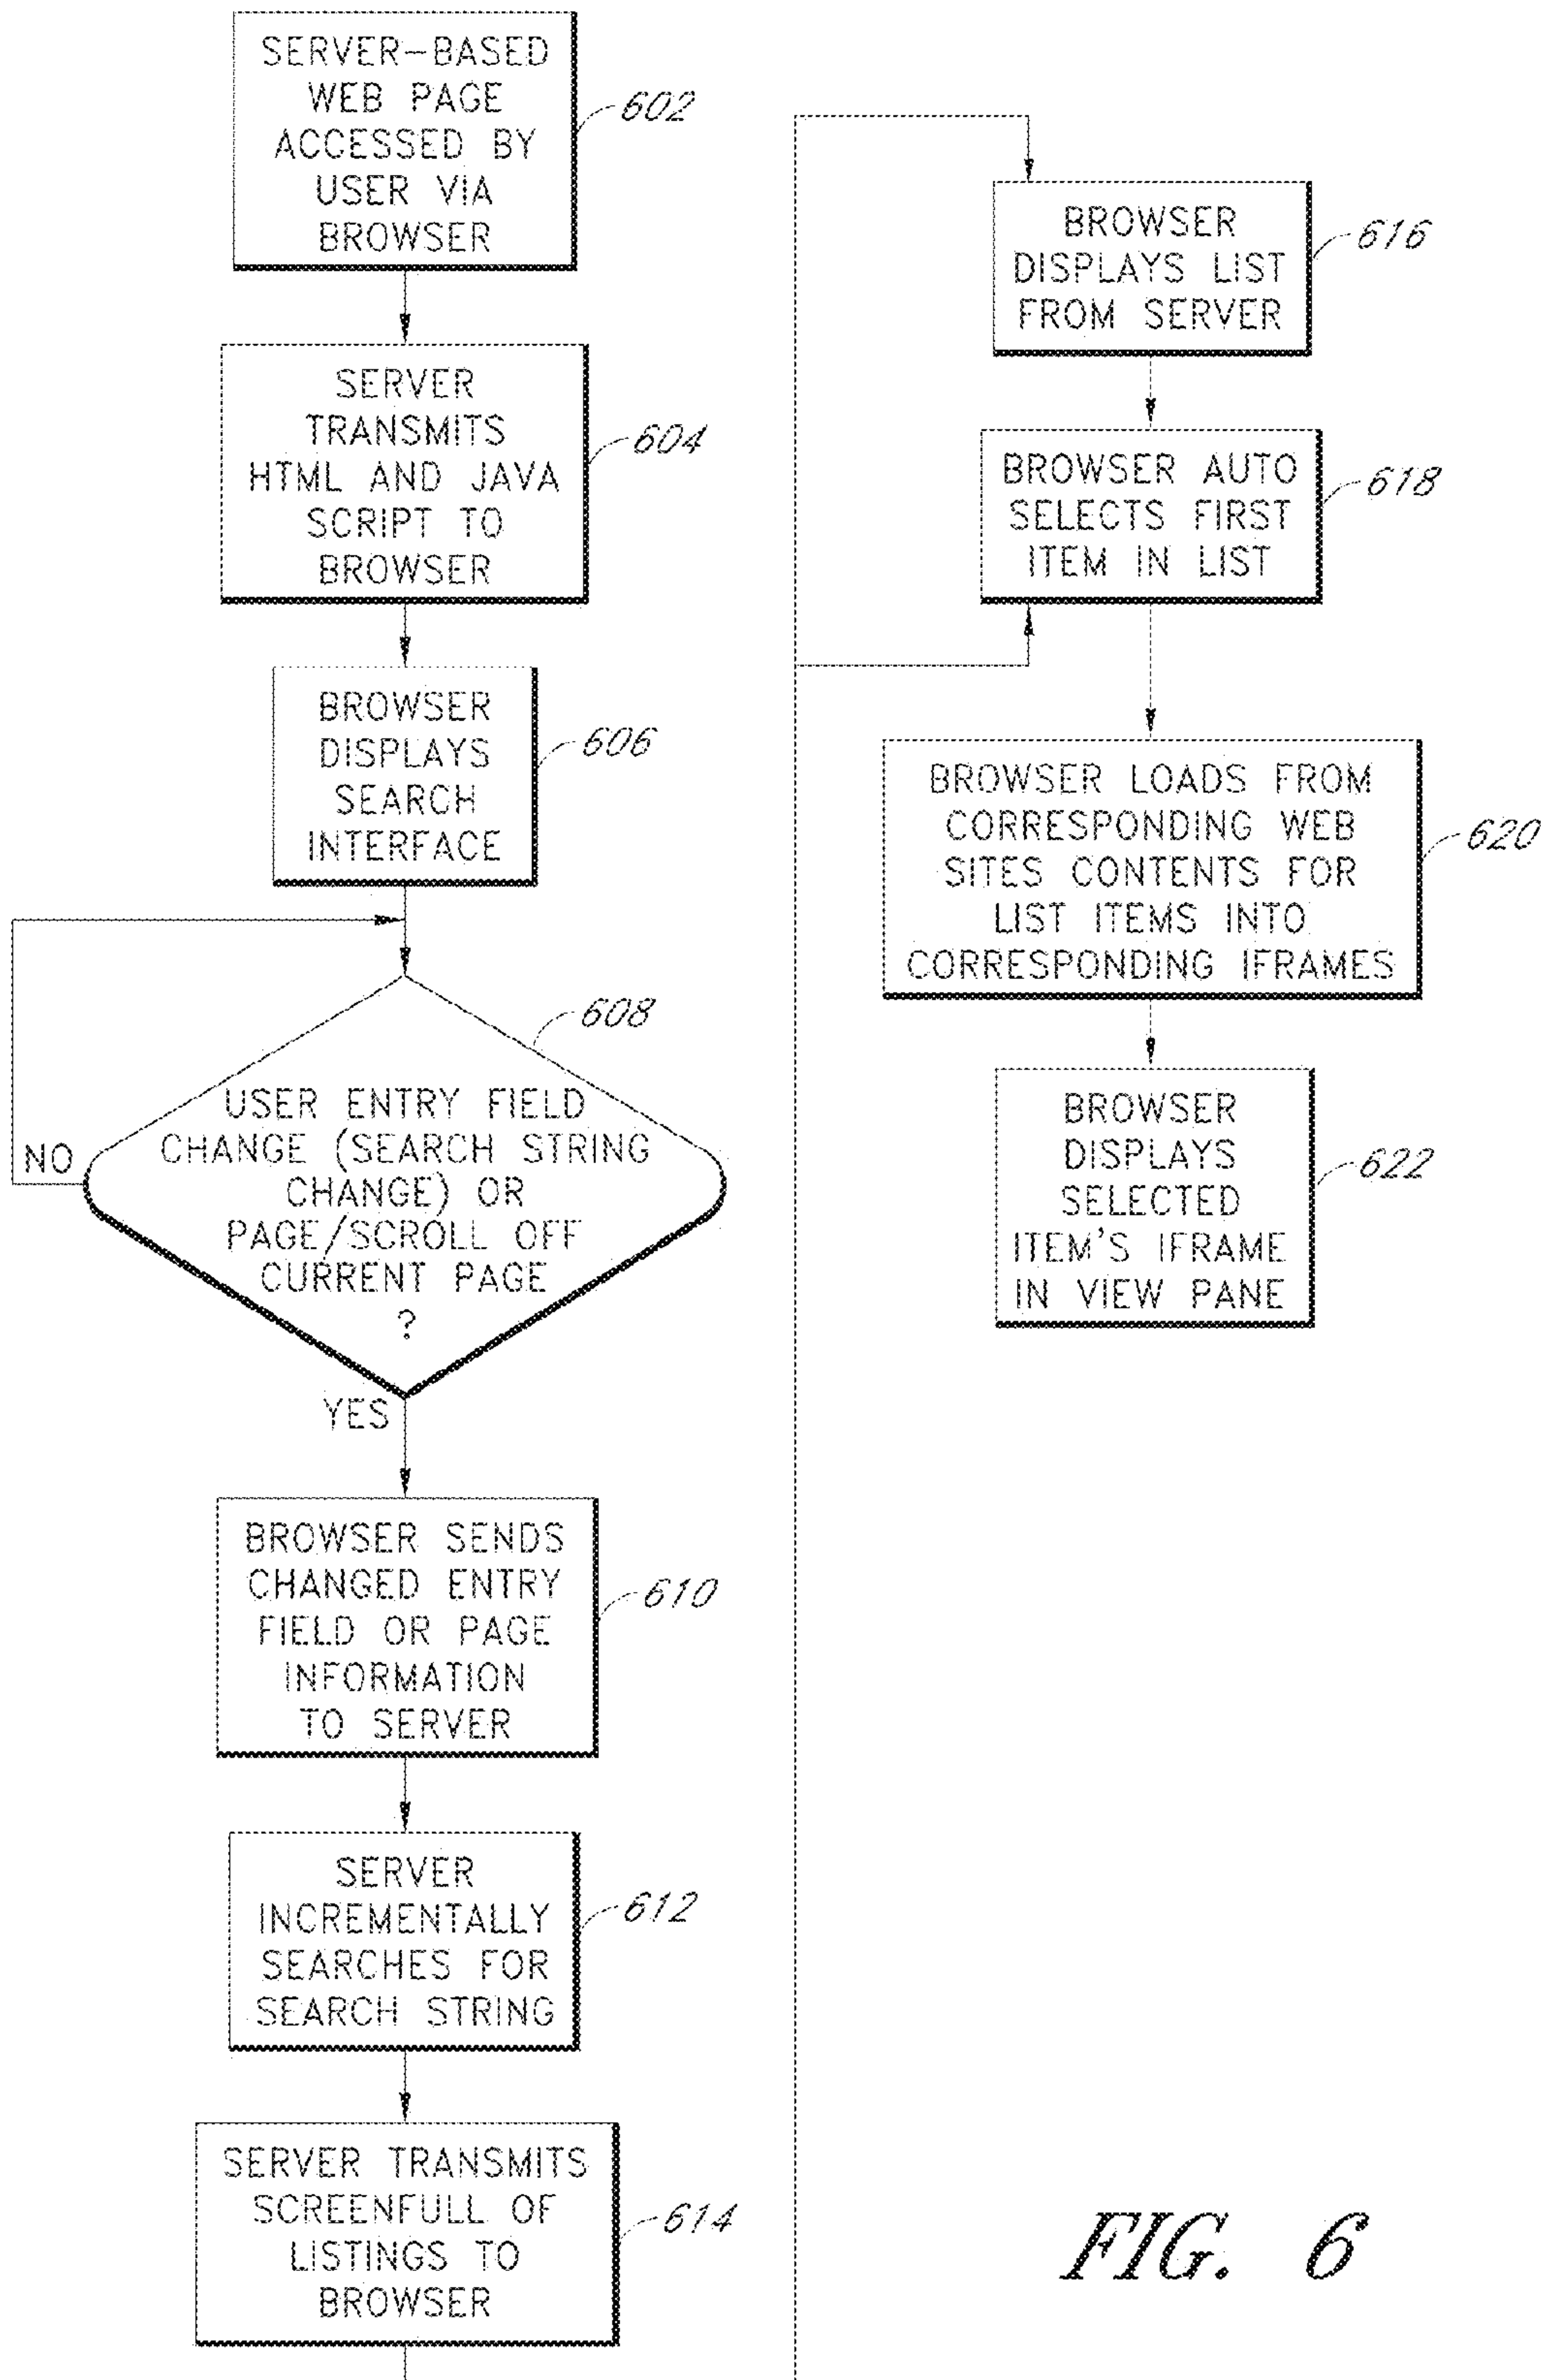 SERVER-BASED
WEB PAGE
ACCESSED BY
USER VIA
BROWSER
602
SERVER
TRANSMITS
HTML AND JAVA
SCRIPT TO
BROWSER
604
BROWSER
DISPLAYS
SEARCH
INTERFACE
606
608
USER ENTRY FIELD
CHANGE (SEARCH STRING
CHANGE) OR
PAGE/SCROLL OFF
CURRENT PAGE
?
NO
YES
BROWSER SENDS
CHANGED ENTRY
FIELD OR PAGE
INFORMATION
TO SERVER
610
SERVER
INCREMENTALLY
SEARCHES FOR
SEARCH STRING
612
SERVER TRANSMITS
SCREENFULL OF
LISTINGS TO
BROWSER
614
BROWSER
DISPLAYS LIST
FROM SERVER
616
BROWSER AUTO
SELECTS FIRST
ITEM IN LIST
618
BROWSER LOADS FROM
CORRESPONDING WEB
SITES CONTENTS FOR
LIST ITEMS INTO
CORRESPONDING IFRAMES
620
BROWSER
DISPLAYS
SELECTED
ITEM'S IFRAME
IN VIEW PANE
622
FIG. 6